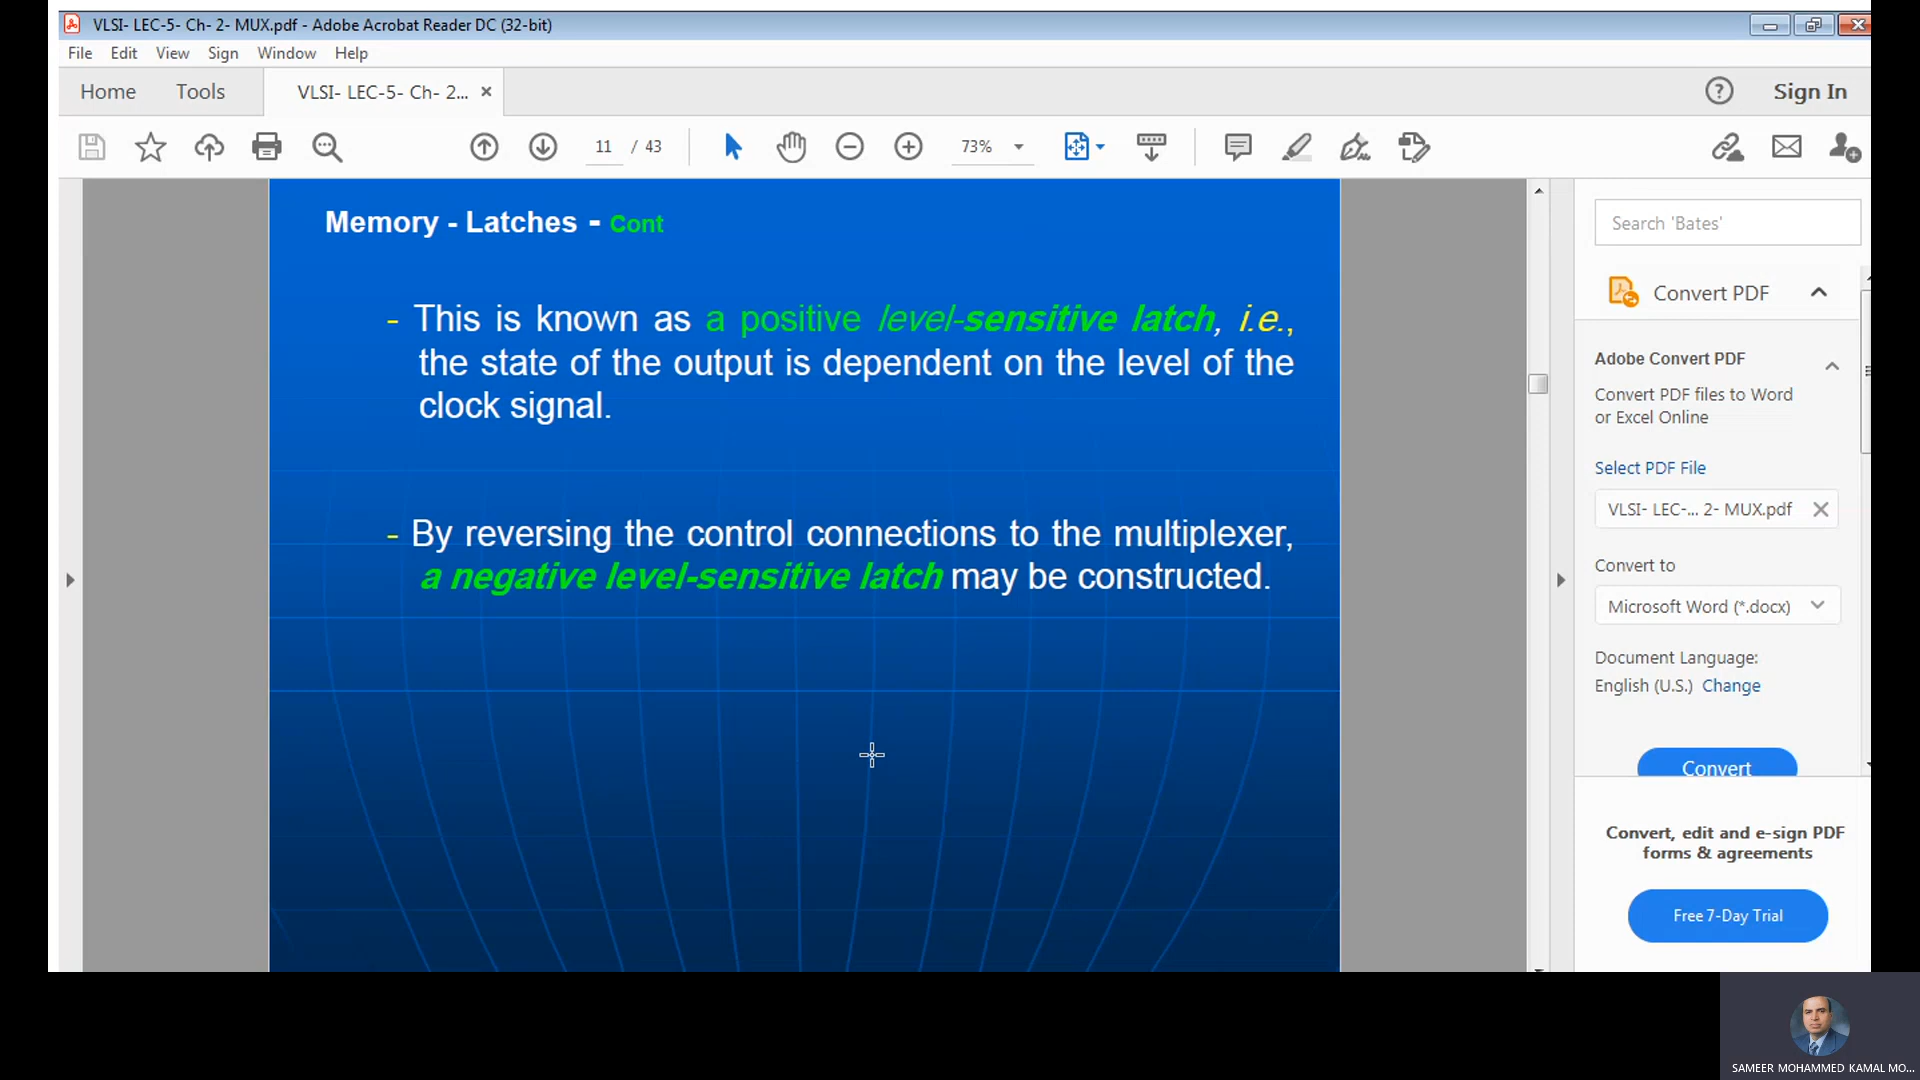 VLSI- LEC-5- Ch- 2- MUX.pdf - Adobe Acrobat Reader DC (32-bit)
File Edit View Sign Window Help
Home Tools VLSI- LEC-5- Ch- 2... Sign In
11 / 43 73%
Memory - Latches - Cont
- This is known as a positive level-sensitive latch, i.e.,
the state of the output is dependent on the level of the
clock signal.
- By reversing the control connections to the multiplexer,
a negative level-sensitive latch may be constructed.
Search 'Bates'
Convert PDF
Adobe Convert PDF
Convert PDF files to Word
or Excel Online
Select PDF File
VLSI- LEC-... 2- MUX.pdf
Convert to
Microsoft Word (*.docx)
Document Language:
English (U.S.) Change
Convert
Convert, edit and e-sign PDF
forms & agreements
Free 7-Day Trial
SAMEER MOHAMMED KAMAL MO...